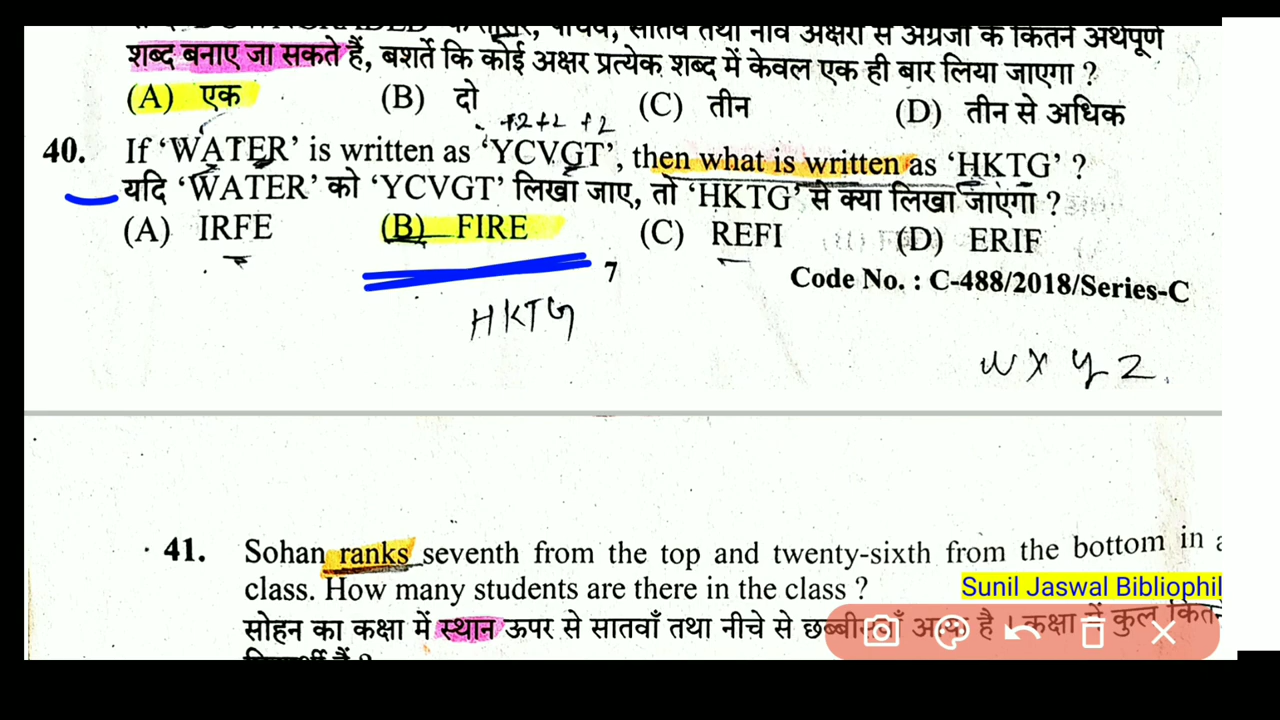 शब्द बनाए जा सकते हैं, बशर्ते कि कोई अक्षर प्रत्येक शब्द में केवल एक ही बार लिया जाएगा ?
(A) एक (B) दो (C) तीन (D) तीन से अधिक
+2+2 +2
40. If ‘WATER’ is written as ‘YCVGT’, then what is written as ‘HKTG’ ?
यदि ‘WATER’ को ‘YCVGT’ लिखा जाए, तो ‘HKTG’ से क्या लिखा जाएगा ?
(A) IRFE (B) FIRE (C) REFI (D) ERIF
7
Code No. : C-488/2018/Series-C
HKTG
W X Y Z
41. Sohan ranks seventh from the top and twenty-sixth from the bottom in a
class. How many students are there in the class ?
Sunil Jaswal Bibliophil
सोहन का कक्षा में स्थान ऊपर से सातवाँ तथा नीचे से छब्बीसवाँ है । कक्षा में कुल